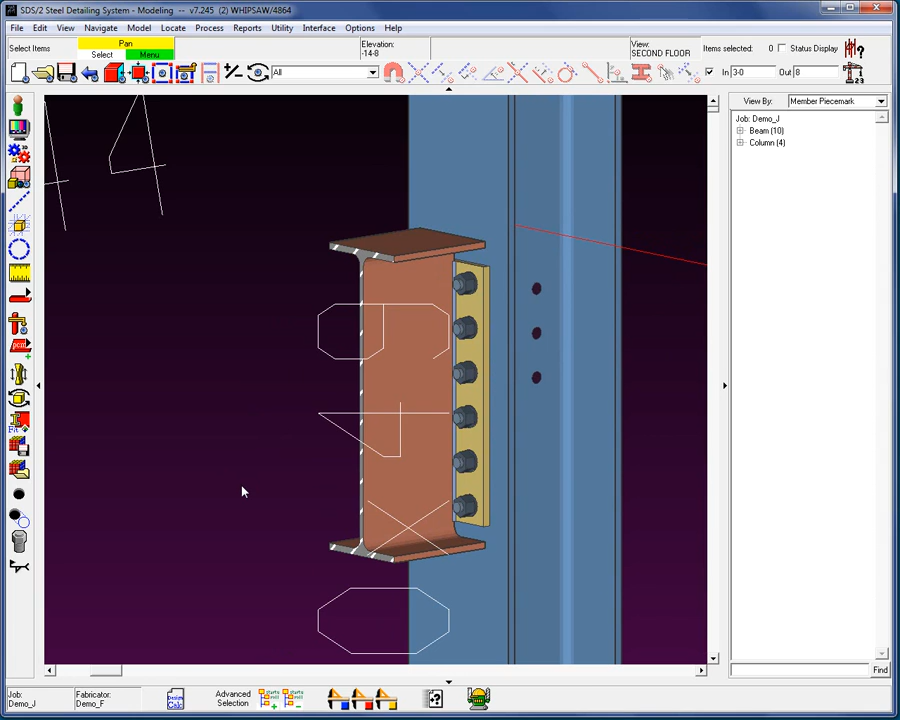 SDS/2 Steel Detailing System - Modeling -- v7.245 (2) WHIPSAW/4864
File Edit View Navigate Model Locate Process Reports Utility Interface Options Help
Select Items
Pan
Select Menu
Elevation:
14-8
View:
SECOND FLOOR
Items selected: 0 Status Display
All
In 3-0 Out 8
View By: Member Piecemark
Job: Demo_J
Beam (10)
Column (4)
Fit
Find
Job:
Demo_J
Fabricator:
Demo_F
Design
Calc
Advanced
Selection